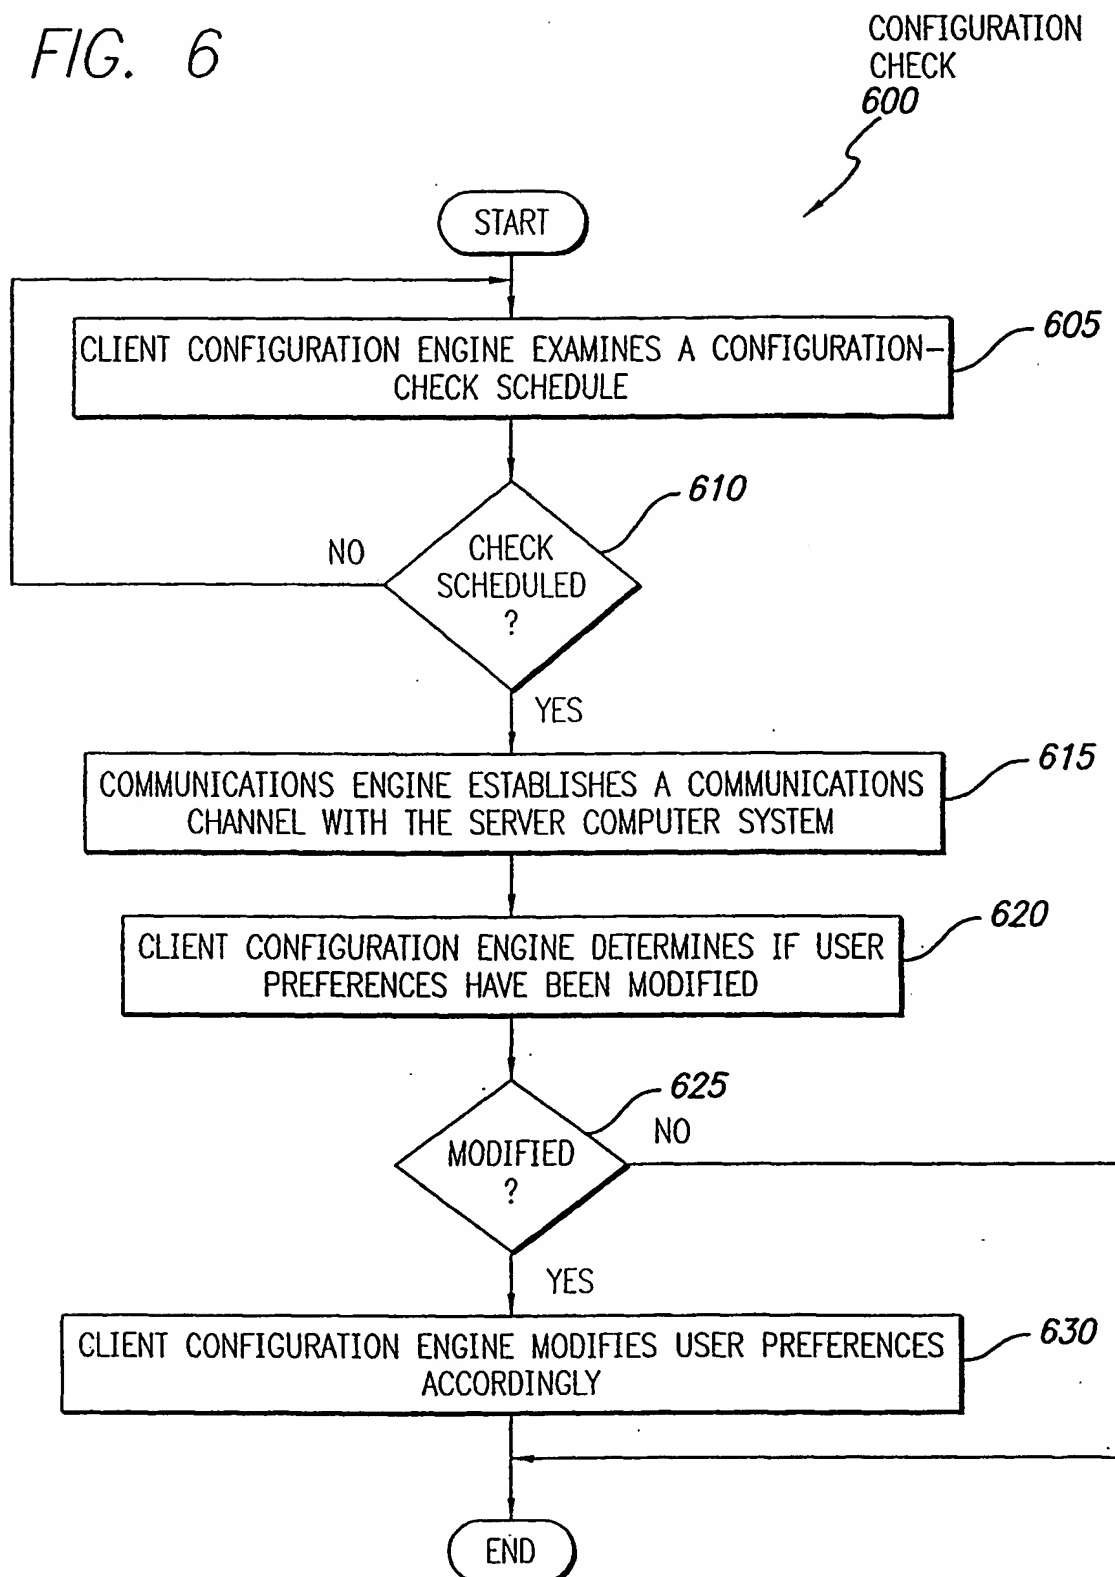 FIG. 6
CONFIGURATION
CHECK
600
START
CLIENT CONFIGURATION ENGINE EXAMINES A CONFIGURATION–
CHECK SCHEDULE
605
610
CHECK
SCHEDULED
?
NO
YES
COMMUNICATIONS ENGINE ESTABLISHES A COMMUNICATIONS
CHANNEL WITH THE SERVER COMPUTER SYSTEM
615
CLIENT CONFIGURATION ENGINE DETERMINES IF USER
PREFERENCES HAVE BEEN MODIFIED
620
625
MODIFIED
?
NO
YES
CLIENT CONFIGURATION ENGINE MODIFIES USER PREFERENCES
ACCORDINGLY
630
END